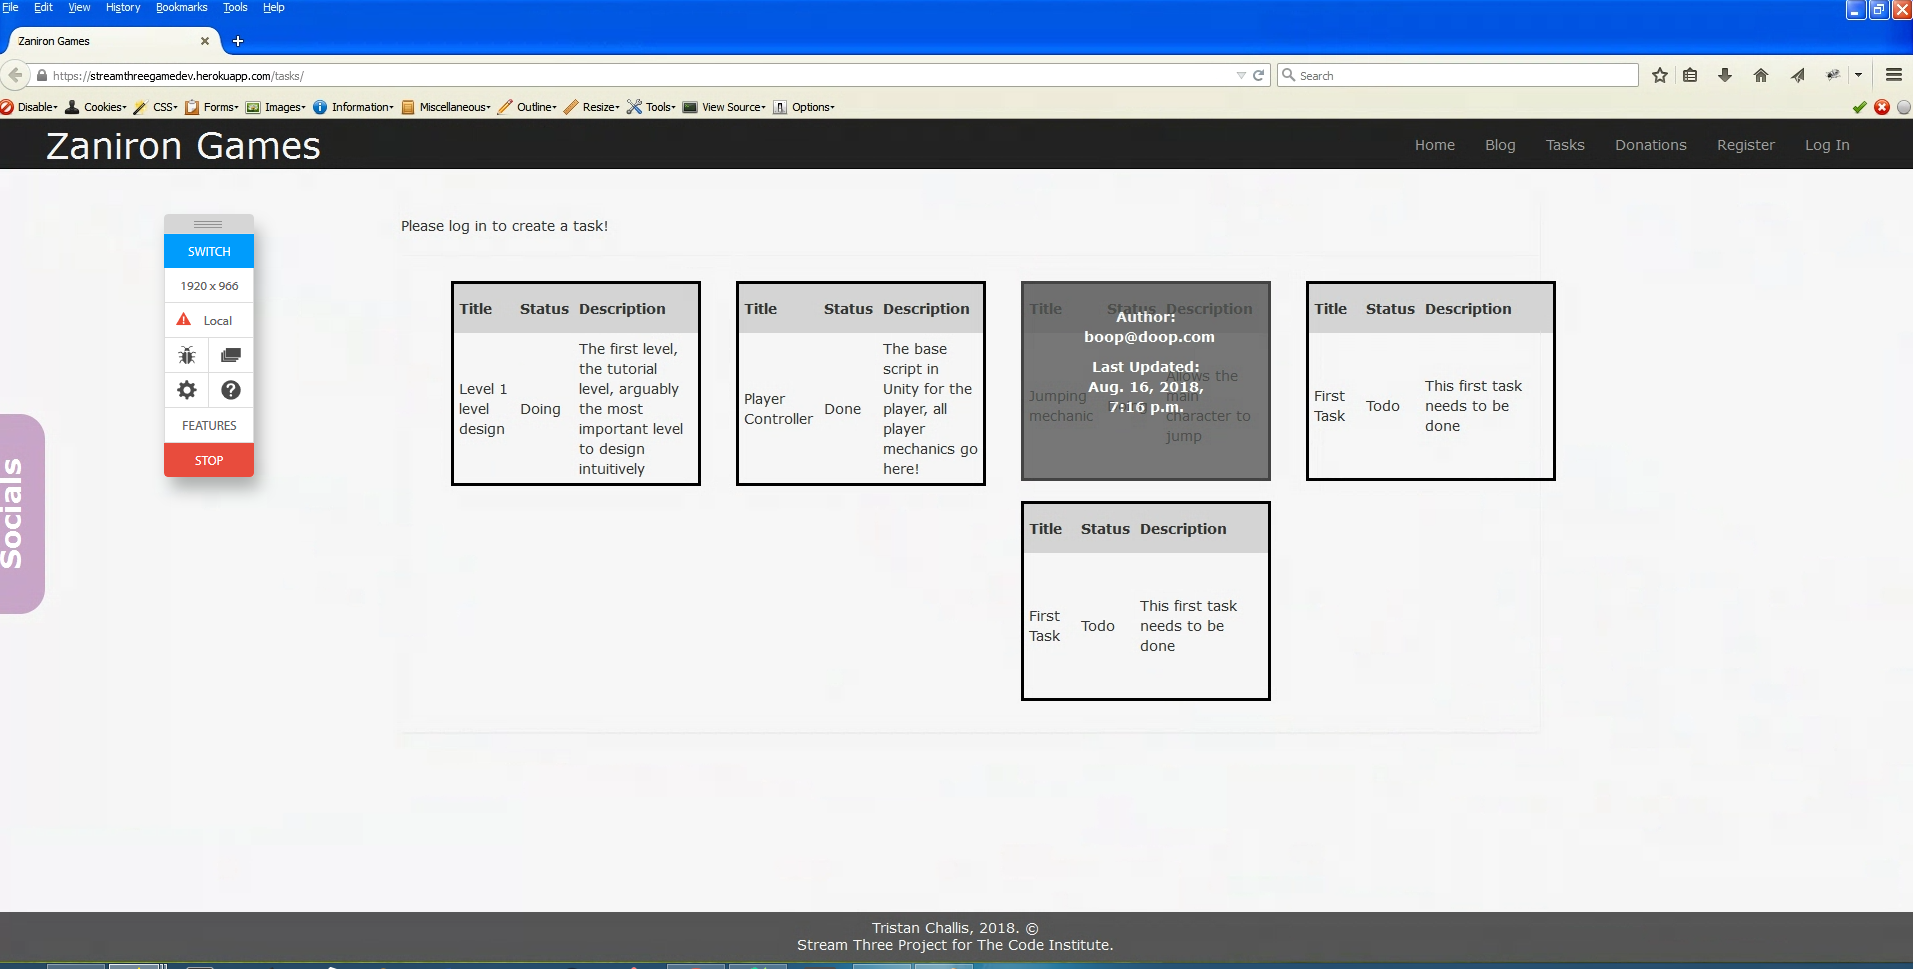 File Edit View History Bookmarks Tools Help
Zaniron Games
https://streamthreegamedev.herokuapp.com/tasks/
Search
Disable Cookies CSS Forms Images Information Miscellaneous Outline Resize Tools View Source Options
Zaniron Games
Home Blog Tasks Donations Register Log In
SWITCH
1920 x 966
Local
FEATURES
STOP
Socials
Please log in to create a task!
Title Status Description
Level 1
level
design
Doing
The first level,
the tutorial
level, arguably
the most
important level
to design
intuitively
Title Status Description
Player
Controller
Done
The base
script in
Unity for the
player, all
player
mechanics go
here!
Title Status Description
Jumping
mechanic
Allows the
main
character to
jump
Author:
boop@doop.com
Last Updated:
Aug. 16, 2018,
7:16 p.m.
Title Status Description
First
Task
Todo
This first task
needs to be
done
Title Status Description
First
Task
Todo
This first task
needs to be
done
Tristan Challis, 2018. ©
Stream Three Project for The Code Institute.